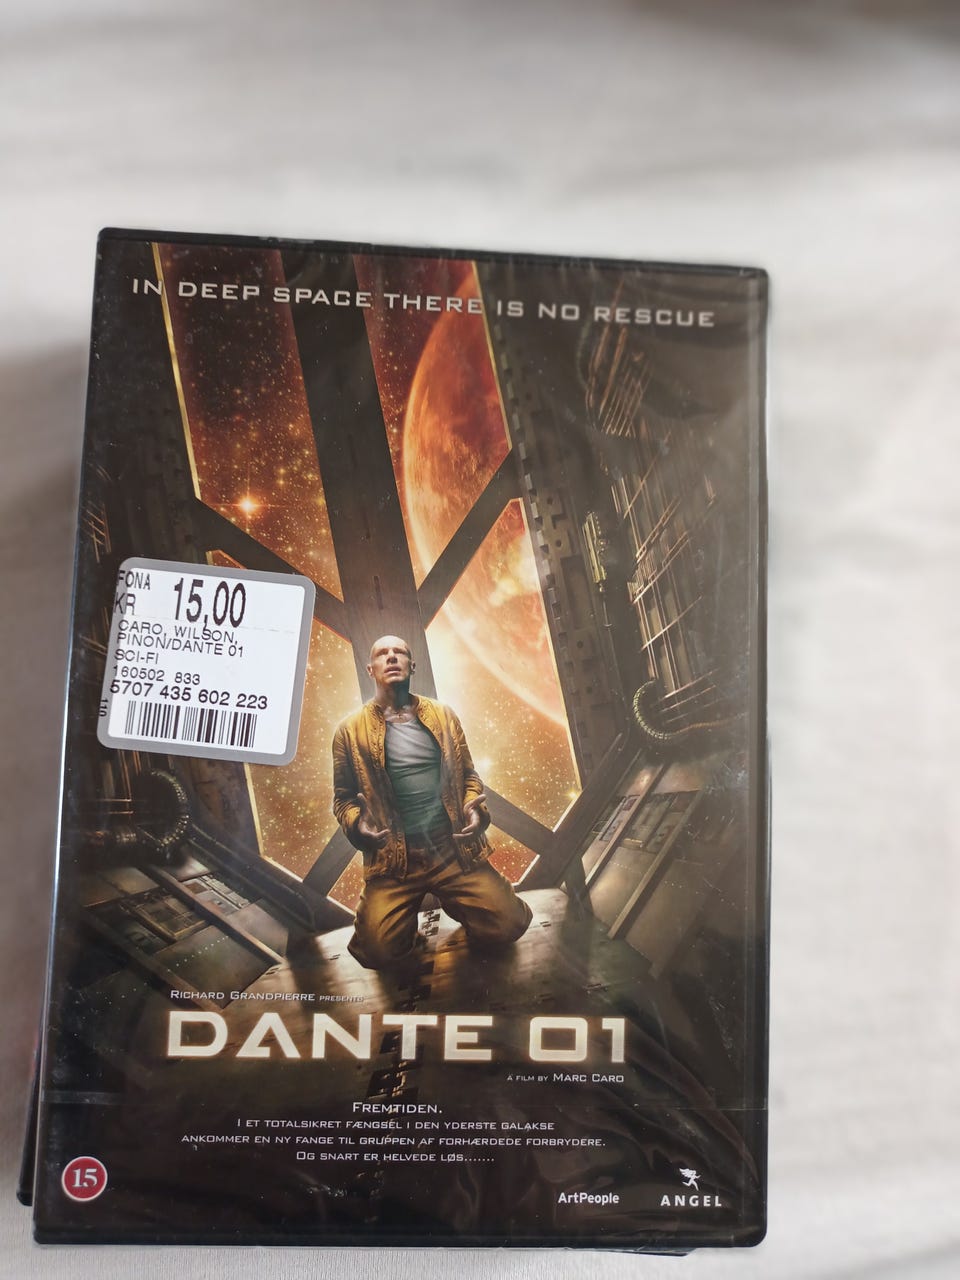 IN DEEP SPACE THERE IS NO RESCUE
FONA
KR 15,00
CARO, WILSON,
PINON/DANTE 01
SCI-FI
160502 833
5707 435 602 223
110
RICHARD GRANDPIERRE PRESENTS
DANTE 01
A FILM BY MARC CARO
FREMTIDEN.
I ET TOTALSIKRET FÆNGSEL I DEN YDERSTE GALAKSE
ANKOMMER EN NY FANGE TIL GRUPPEN AF FORHÆRDEDE FORBRYDERE.
OG SNART ER HELVEDE LØS.......
15
ArtPeople
ANGEL